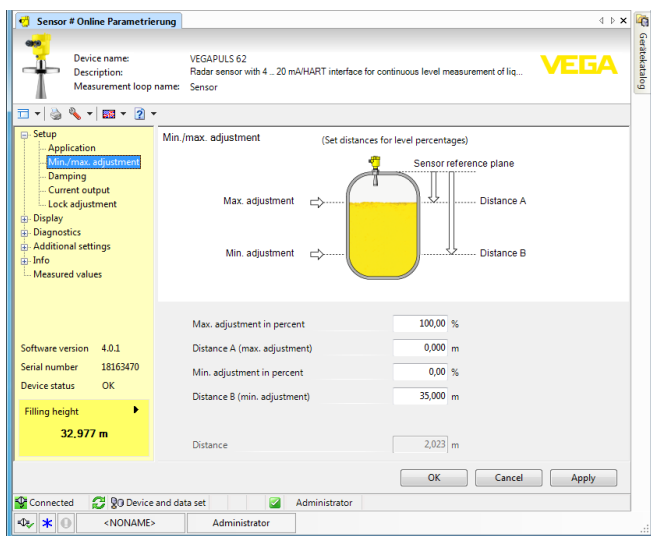 Sensor # Online Parametrierung
Device name: VEGAPULS 62
Description: Radar sensor with 4 .. 20 mA/HART interface for continuous level measurement of liq...
Measurement loop name: Sensor
VEGA
Gerätekatalog
Setup
Application
Min./max. adjustment
Damping
Current output
Lock adjustment
Display
Diagnostics
Additional settings
Info
Measured values
Software version 4.0.1
Serial number 18163470
Device status OK
Filling height
32,977 m
Min./max. adjustment (Set distances for level percentages)
Sensor reference plane
Max. adjustment Distance A
Min. adjustment Distance B
Max. adjustment in percent 100,00 %
Distance A (max. adjustment) 0,000 m
Min. adjustment in percent 0,00 %
Distance B (min. adjustment) 35,000 m
Distance 2,023 m
OK Cancel Apply
Connected Device and data set Administrator
<NONAME> Administrator